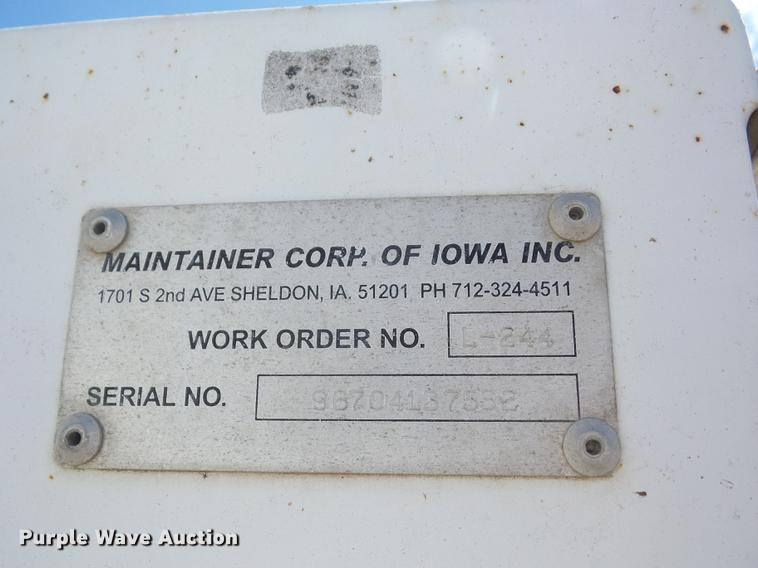 MAINTAINER CORP. OF IOWA INC.
1701 S 2nd AVE SHELDON, IA. 51201 PH 712-324-4511
WORK ORDER NO. L-244
SERIAL NO.
Purple Wave Auction®